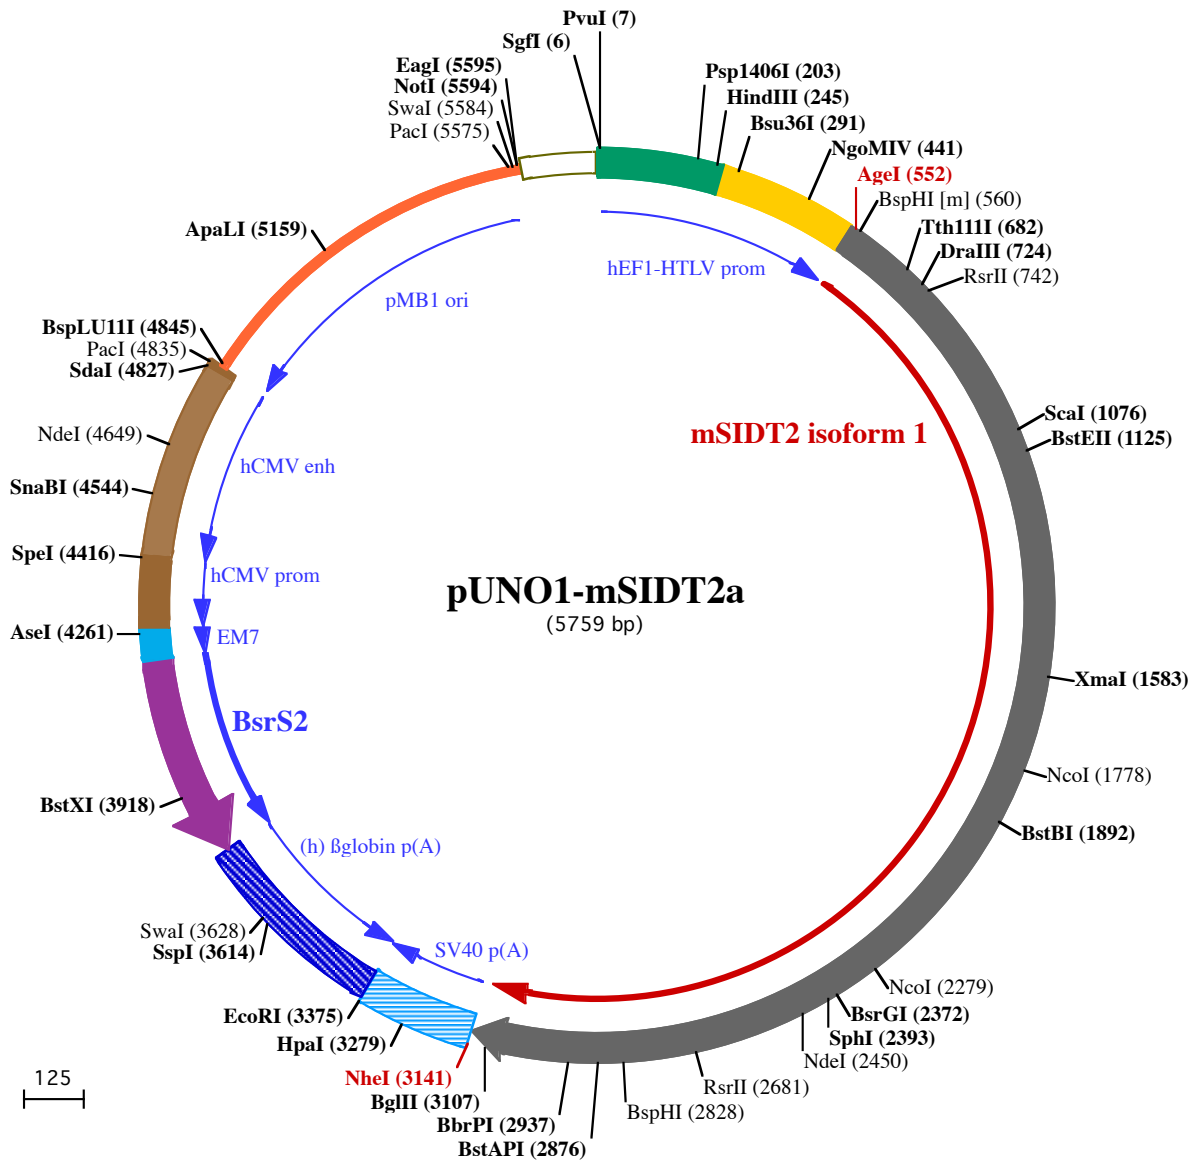 PvuI (7)
SgfI (6)
EagI (5595)
NotI (5594)
SwaI (5584)
PacI (5575)
Psp1406I (203)
HindIII (245)
Bsu36I (291)
NgoMIV (441)
AgeI (552)
BspHI [m] (560)
Tth111I (682)
DraIII (724)
RsrII (742)
ApaLI (5159)
hEF1-HTLV prom
pMB1 ori
BspLU11I (4845)
PacI (4835)
SdaI (4827)
ScaI (1076)
BstEII (1125)
mSIDT2 isoform 1
NdeI (4649)
hCMV enh
SnaBI (4544)
SpeI (4416)
hCMV prom
pUNO1-mSIDT2a
(5759 bp)
AseI (4261)
EM7
XmaI (1583)
BsrS2
NcoI (1778)
BstXI (3918)
BstBI (1892)
(h) ßglobin p(A)
SwaI (3628)
SspI (3614)
SV40 p(A)
NcoI (2279)
BsrGI (2372)
SphI (2393)
NdeI (2450)
EcoRI (3375)
HpaI (3279)
NheI (3141)
BglII (3107)
RsrII (2681)
BspHI (2828)
BbrPI (2937)
BstAPI (2876)
125